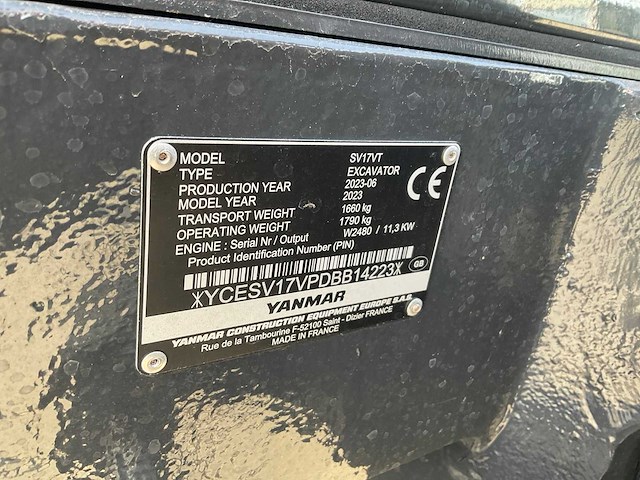 MODEL SV17VT
TYPE EXCAVATOR
PRODUCTION YEAR 2023-06
MODEL YEAR 2023
TRANSPORT WEIGHT 1660 kg
OPERATING WEIGHT 1790 kg
ENGINE : Serial Nr / Output W2480 / 11,3 KW
Product Identification Number (PIN)
CE
GB
*YCESV17VPDBB14223*
YANMAR
YANMAR CONSTRUCTION EQUIPMENT EUROPE S.A.S.
Rue de la Tambourine F-52100 Saint - Dizier FRANCE
MADE IN FRANCE